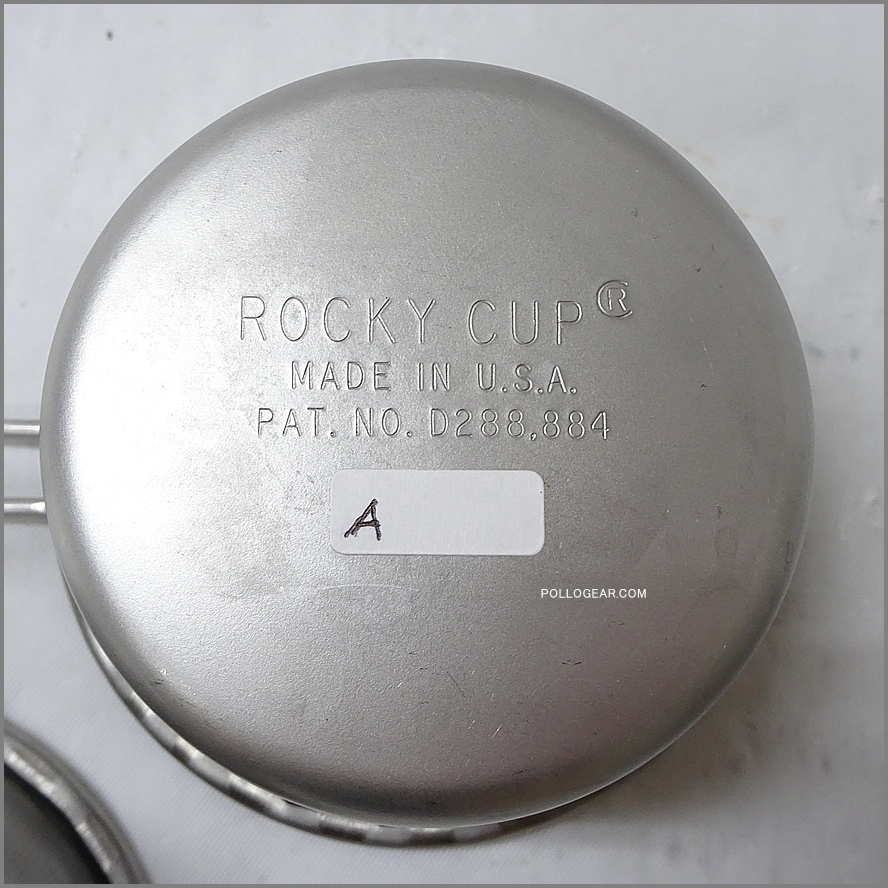 ROCKY CUP®
MADE IN U.S.A.
PAT. NO. D288,884
A
POLLOGEAR.COM